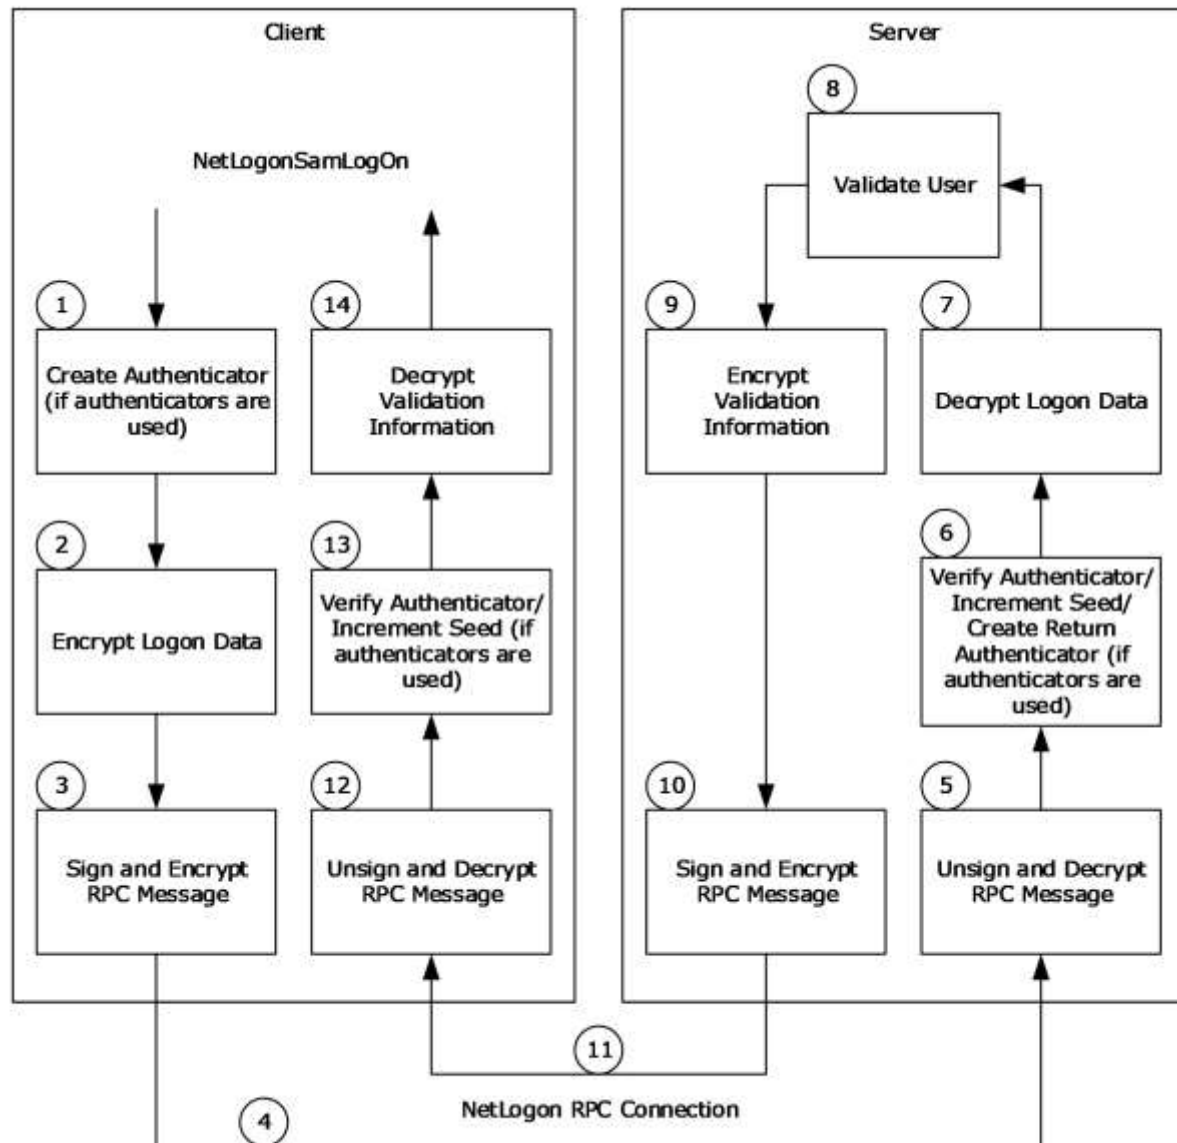 Client
NetLogonSamLogOn
1
Create Authenticator
(if authenticators are
used)
2
Encrypt Logon Data
3
Sign and Encrypt
RPC Message
4
14
Decrypt
Validation
Information
13
Verify Authenticator/
Increment Seed (if
authenticators are
used)
12
Unsign and Decrypt
RPC Message
Server
8
Validate User
9
Encrypt
Validation
Information
10
Sign and Encrypt
RPC Message
7
Decrypt Logon Data
6
Verify Authenticator/
Increment Seed/
Create Return
Authenticator (if
authenticators are
used)
5
Unsign and Decrypt
RPC Message
11
NetLogon RPC Connection